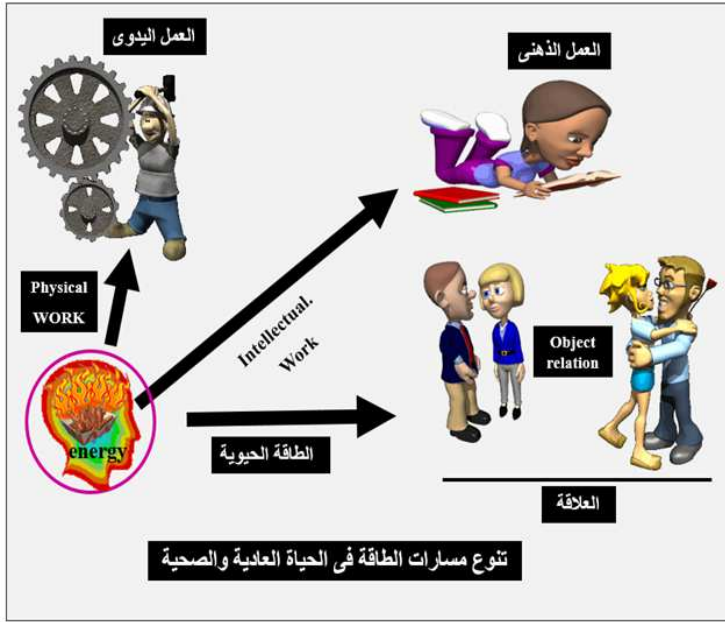 العمل اليدوى
العمل الذهنى
Physical
WORK
Intellectual.
Work
Object
relation
energy
الطاقة الحيوية
العلاقة
تنوع مسارات الطاقة فى الحياة العادية والصحية